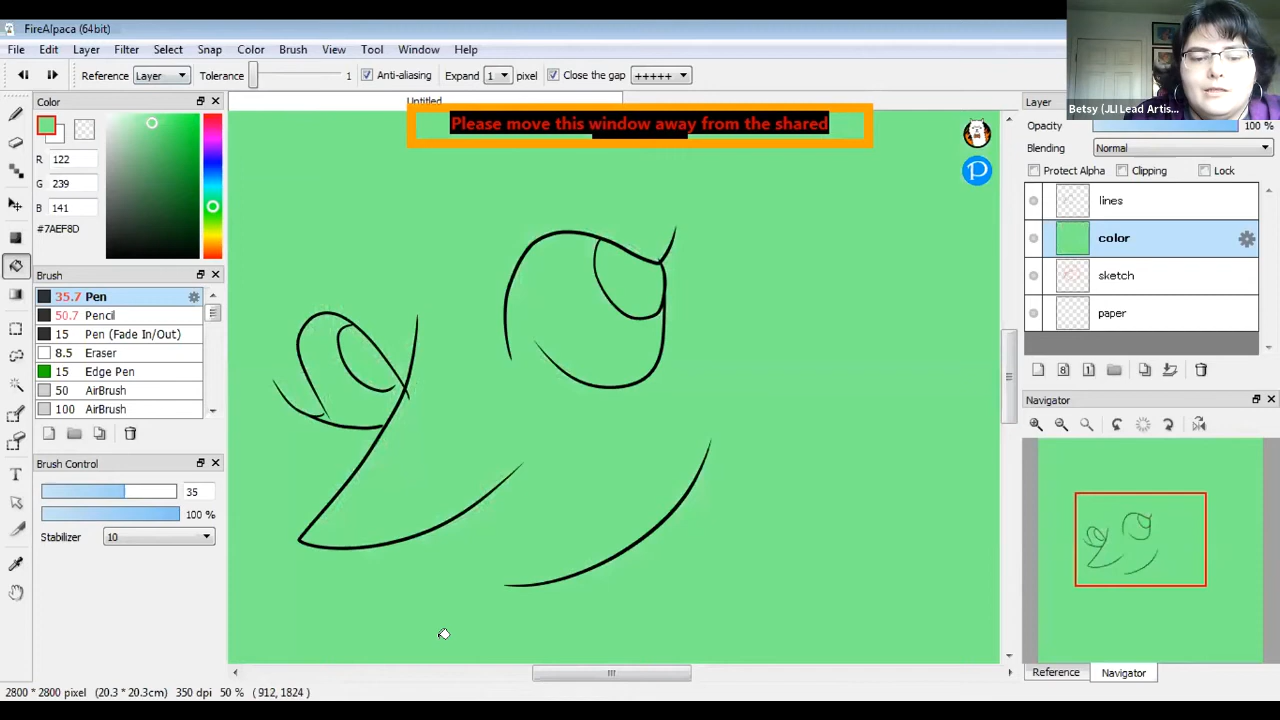 FireAlpaca (64bit)
File Edit Layer Filter Select Snap Color Brush View Tool Window Help
Reference Layer Tolerance 1 Anti-aliasing Expand 1 pixel Close the gap +++++
Color
Untitled
Please move this window away from the shared
Betsy (JLI Lead Artis...
Layer
Opacity 100 %
Blending Normal
Protect Alpha Clipping Lock
R 122
G 239
B 141
#7AEF8D
lines
color
sketch
paper
Brush
35.7 Pen
50.7 Pencil
15 Pen (Fade In/Out)
8.5 Eraser
15 Edge Pen
50 AirBrush
100 AirBrush
8 1
Navigator
Brush Control
35
100 %
Stabilizer 10
T
Reference Navigator
2800 * 2800 pixel (20.3 * 20.3cm) 350 dpi 50 % ( 912, 1824 )